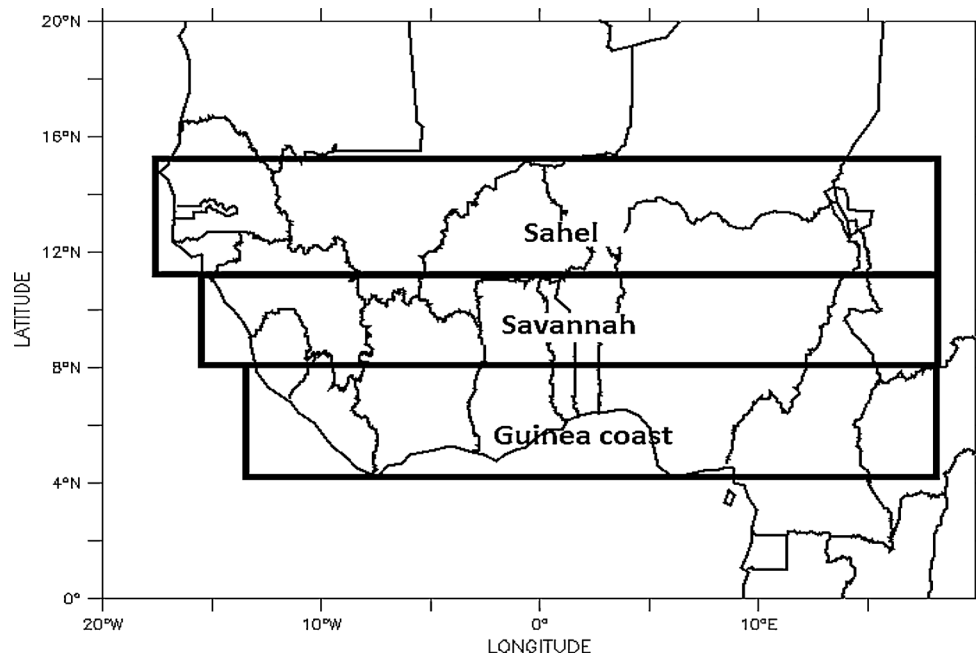 20°N
16°N
12°N
8°N
4°N
0°
LATITUDE
Sahel
Savannah
Guinea coast
20°W
10°W
0°
10°E
LONGITUDE